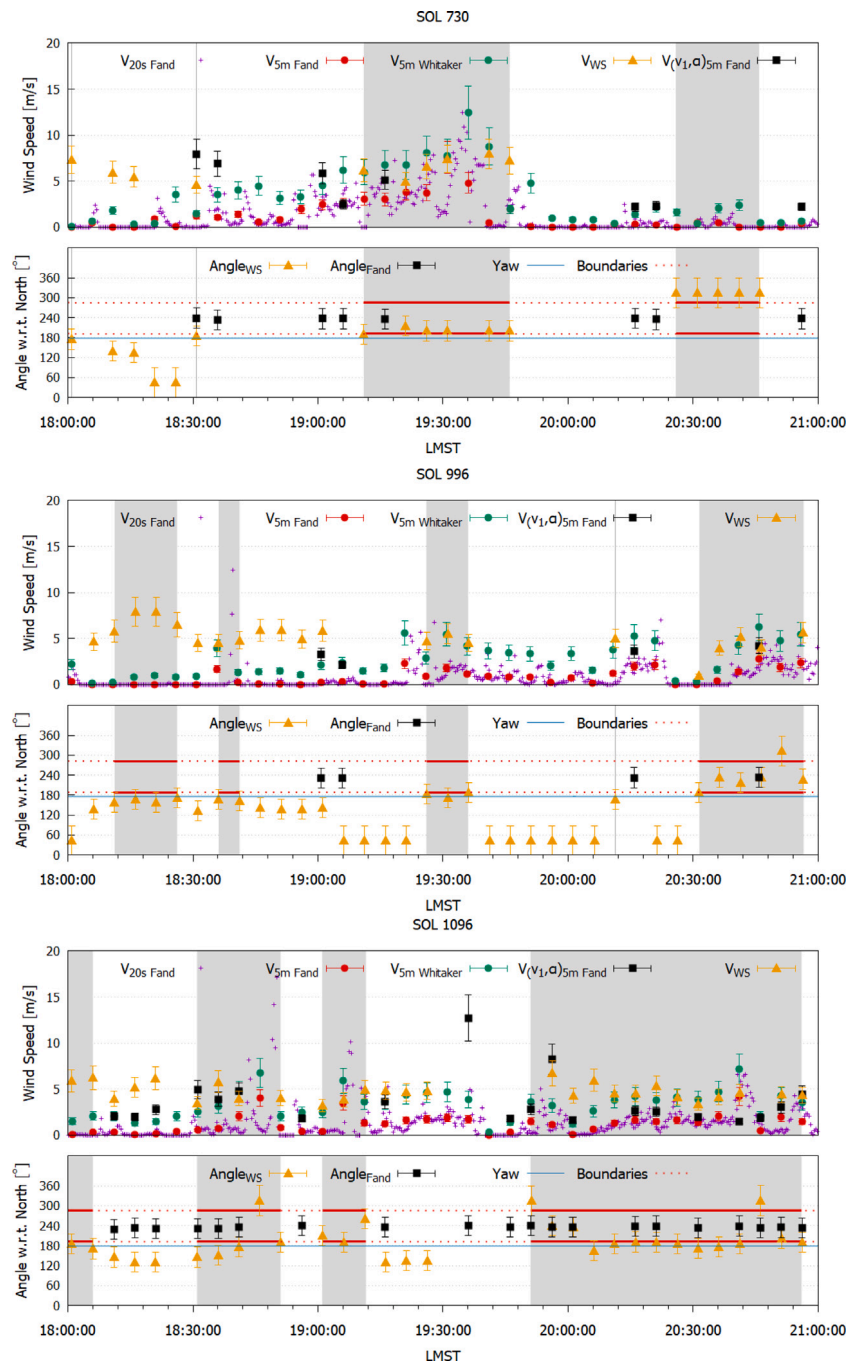 SOL 730
20
V20s Fand V5m Fand V5m Whitaker VWS V(v1,α)5m Fand
15
10
5
0
Wind Speed [m/s]
AngleWS AngleFand Yaw Boundaries
360
300
240
180
120
60
0
Angle w.r.t. North [°]
18:00:00 18:30:00 19:00:00 19:30:00 20:00:00 20:30:00 21:00:00
LMST
SOL 996
20
V20s Fand V5m Fand V5m Whitaker V(v1,α)5m Fand VWS
15
10
5
0
Wind Speed [m/s]
AngleWS AngleFand Yaw Boundaries
360
300
240
180
120
60
0
Angle w.r.t. North [°]
18:00:00 18:30:00 19:00:00 19:30:00 20:00:00 20:30:00 21:00:00
LMST
SOL 1096
20
V20s Fand V5m Fand V5m Whitaker V(v1,α)5m Fand VWS
15
10
5
0
Wind Speed [m/s]
AngleWS AngleFand Yaw Boundaries
360
300
240
180
120
60
0
Angle w.r.t. North [°]
18:00:00 18:30:00 19:00:00 19:30:00 20:00:00 20:30:00 21:00:00
LMST